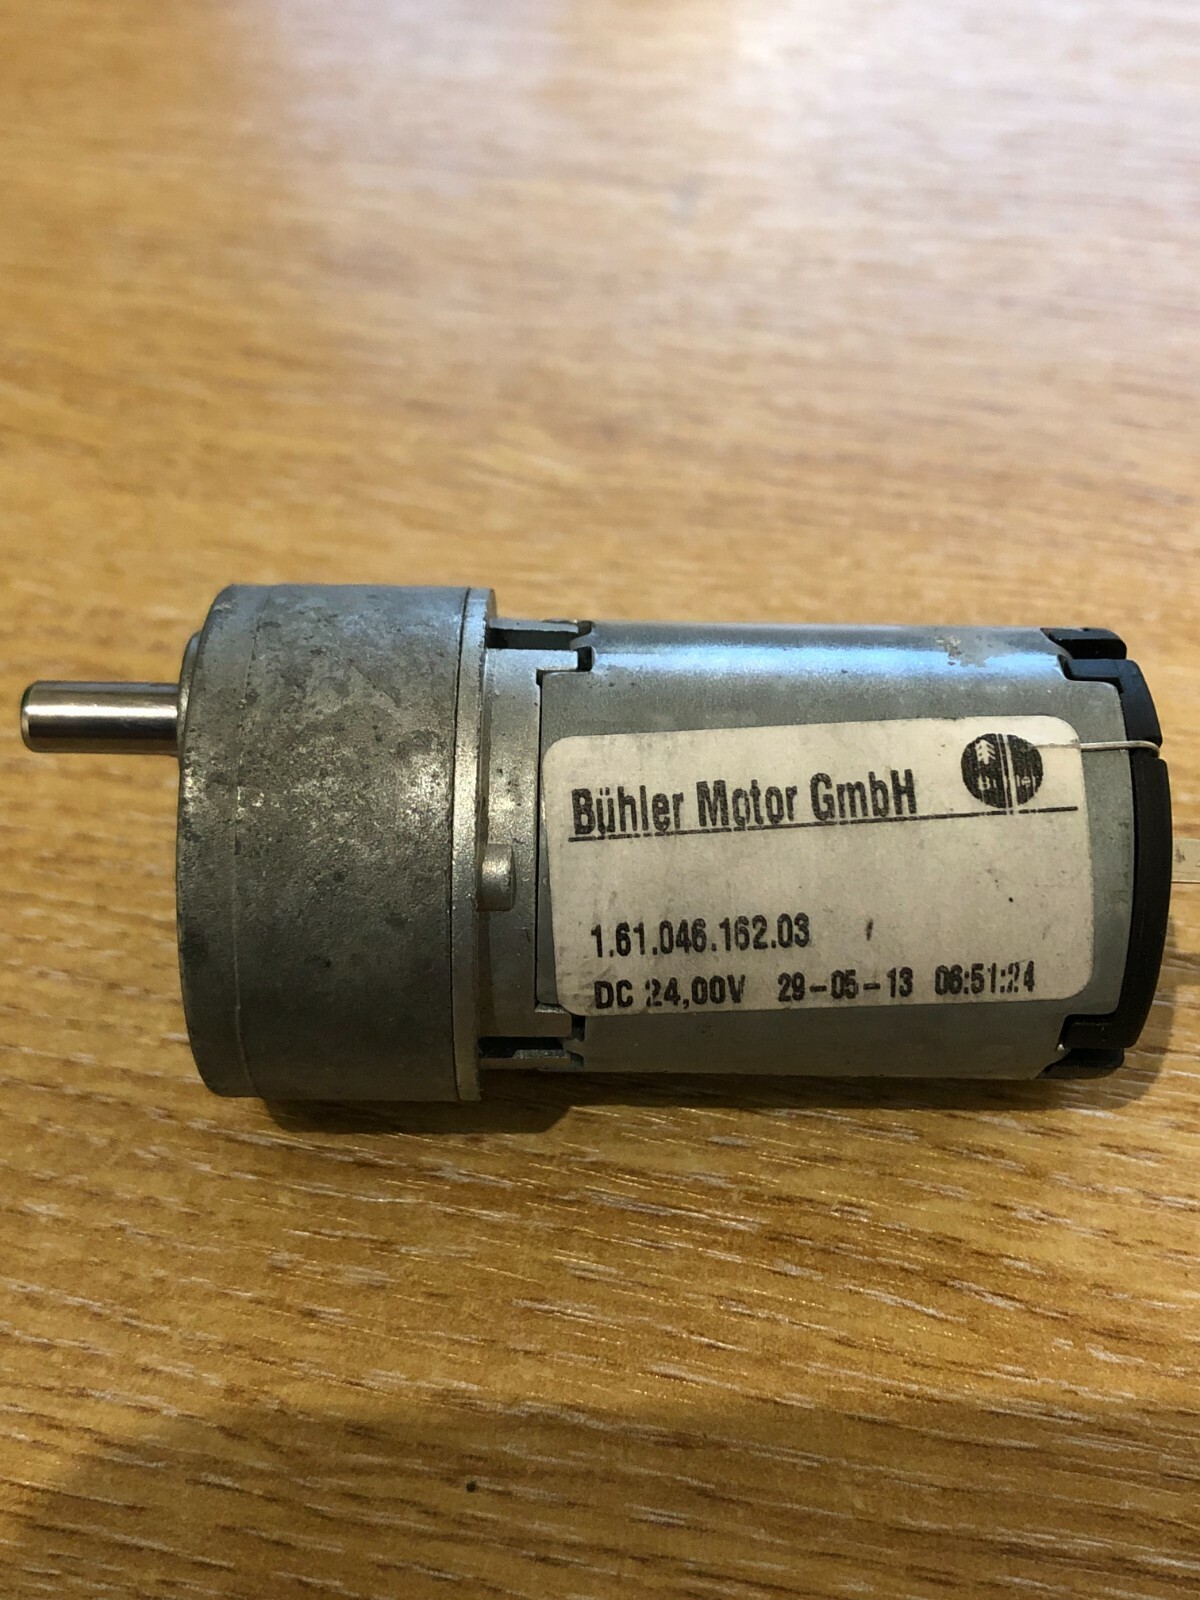 Bühler Motor GmbH
1.61.046.162.03
DC 24,00V 29-05-13 06:51:24